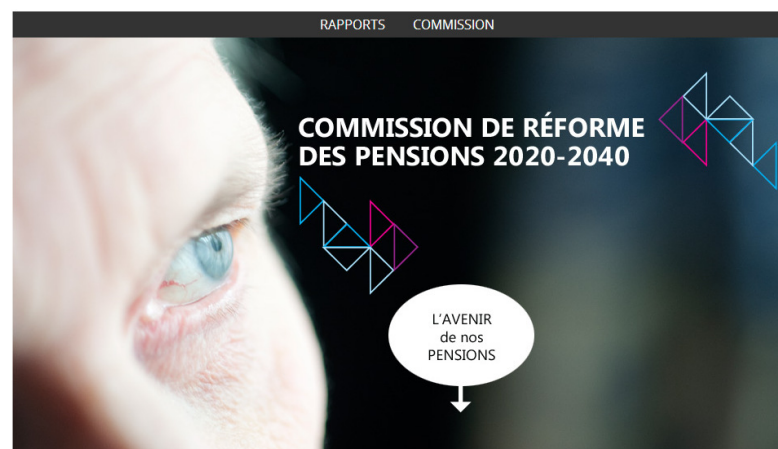 RAPPORTS COMMISSION
COMMISSION DE RÉFORME
DES PENSIONS 2020-2040
L'AVENIR
de nos
PENSIONS